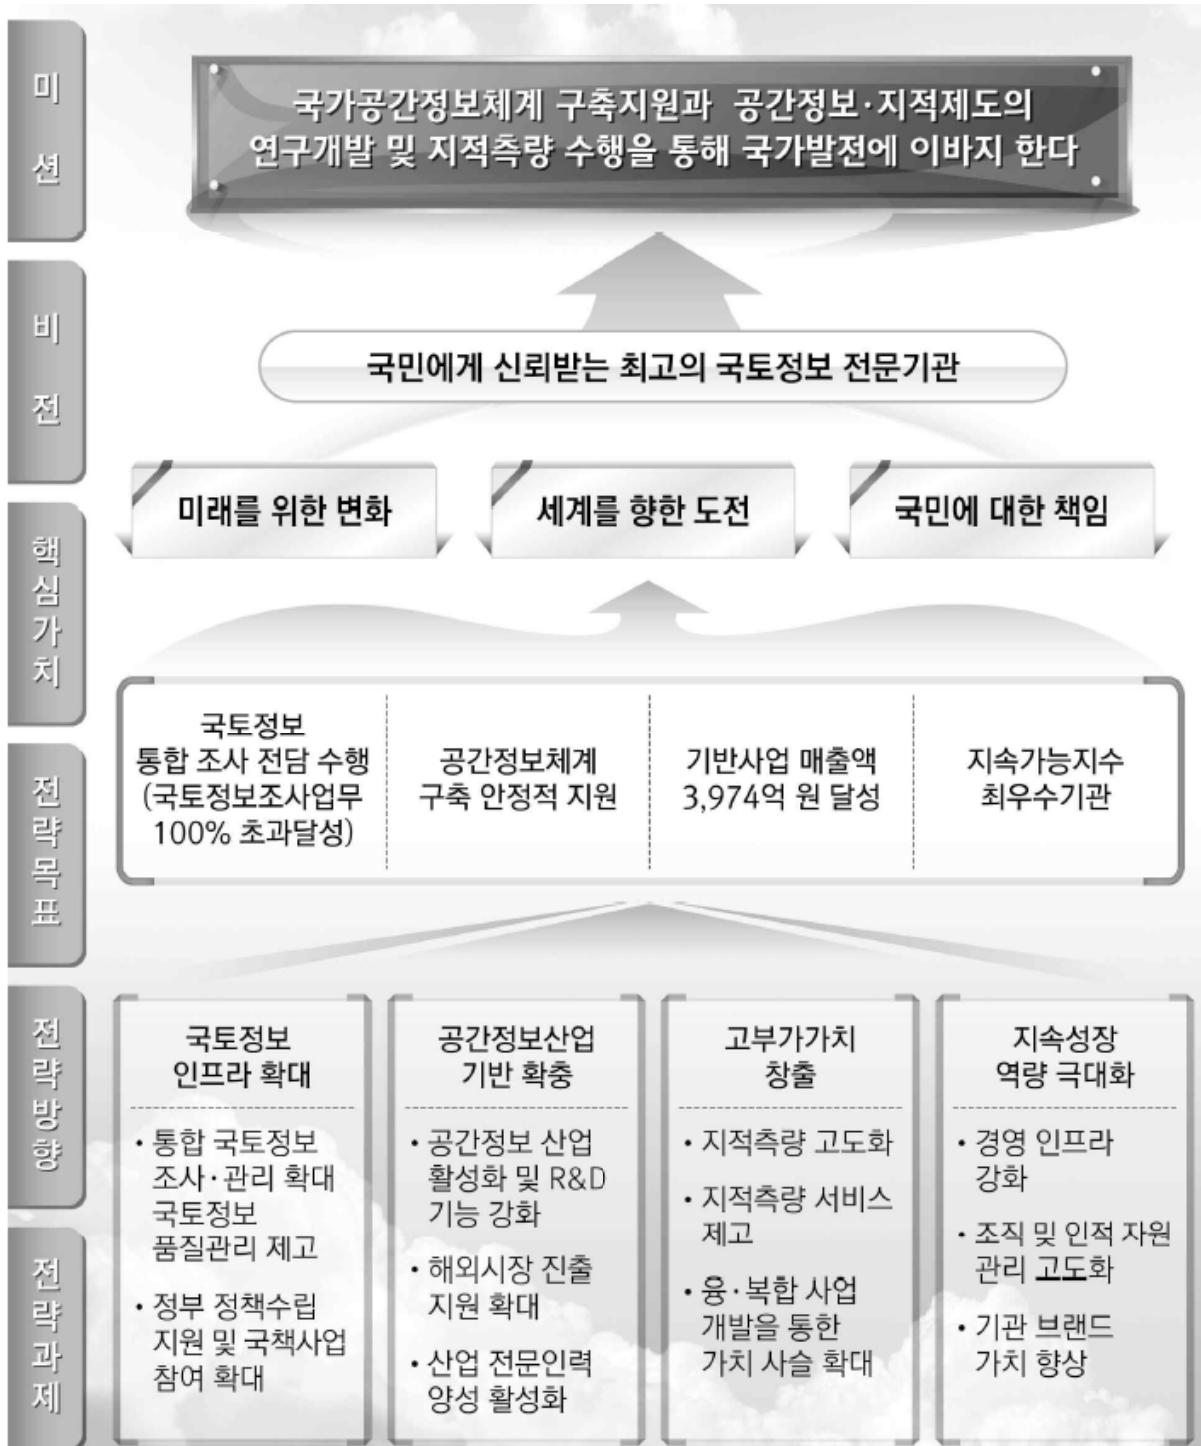 미션
국가공간정보체계 구축지원과 공간정보·지적제도의
연구개발 및 지적측량 수행을 통해 국가발전에 이바지 한다
비전
국민에게 신뢰받는 최고의 국토정보 전문기관
핵심가치
미래를 위한 변화
세계를 향한 도전
국민에 대한 책임
전략목표
국토정보
통합 조사 전담 수행
(국토정보조사업무
100% 초과달성)
공간정보체계
구축 안정적 지원
기반사업 매출액
3,974억 원 달성
지속가능지수
최우수기관
전략방향
국토정보
인프라 확대
공간정보산업
기반 확충
고부가가치
창출
지속성장
역량 극대화
전략과제
• 통합 국토정보
조사·관리 확대
국토정보
품질관리 제고
• 정부 정책수립
지원 및 국책사업
참여 확대
• 공간정보 산업
활성화 및 R&D
기능 강화
• 해외시장 진출
지원 확대
• 산업 전문인력
양성 활성화
• 지적측량 고도화
• 지적측량 서비스
제고
• 융·복합 사업
개발을 통한
가치 사슬 확대
• 경영 인프라
강화
• 조직 및 인적 자원
관리 고도화
• 기관 브랜드
가치 향상